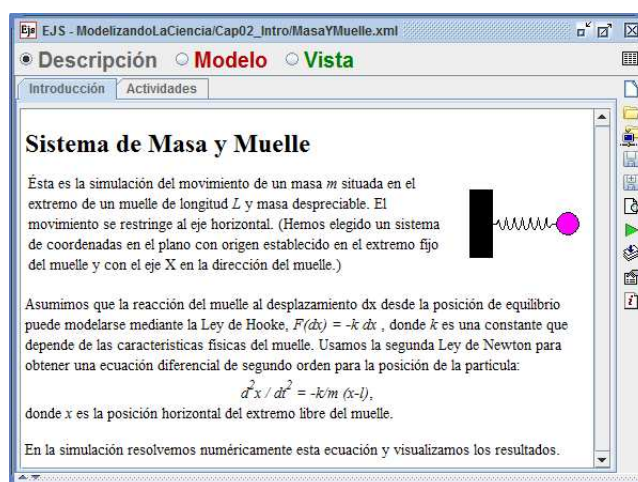 EJS - ModelizandoLaCiencia/Cap02_Intro/MasaYMuelle.xml
Descripción Modelo Vista
Introducción Actividades
Sistema de Masa y Muelle
Ésta es la simulación del movimiento de un masa m situada en el
extremo de un muelle de longitud L y masa despreciable. El
movimiento se restringe al eje horizontal. (Hemos elegido un sistema
de coordenadas en el plano con origen establecido en el extremo fijo
del muelle y con el eje X en la dirección del muelle.)
Asumimos que la reacción del muelle al desplazamiento dx desde la posición de equilibrio
puede modelarse mediante la Ley de Hooke, F(dx) = -k dx , donde k es una constante que
depende de las características físicas del muelle. Usamos la segunda Ley de Newton para
obtener una ecuación diferencial de segundo orden para la posición de la partícula:
d²x / dt² = -k/m (x-l),
donde x es la posición horizontal del extremo libre del muelle.
En la simulación resolvemos numéricamente esta ecuación y visualizamos los resultados.